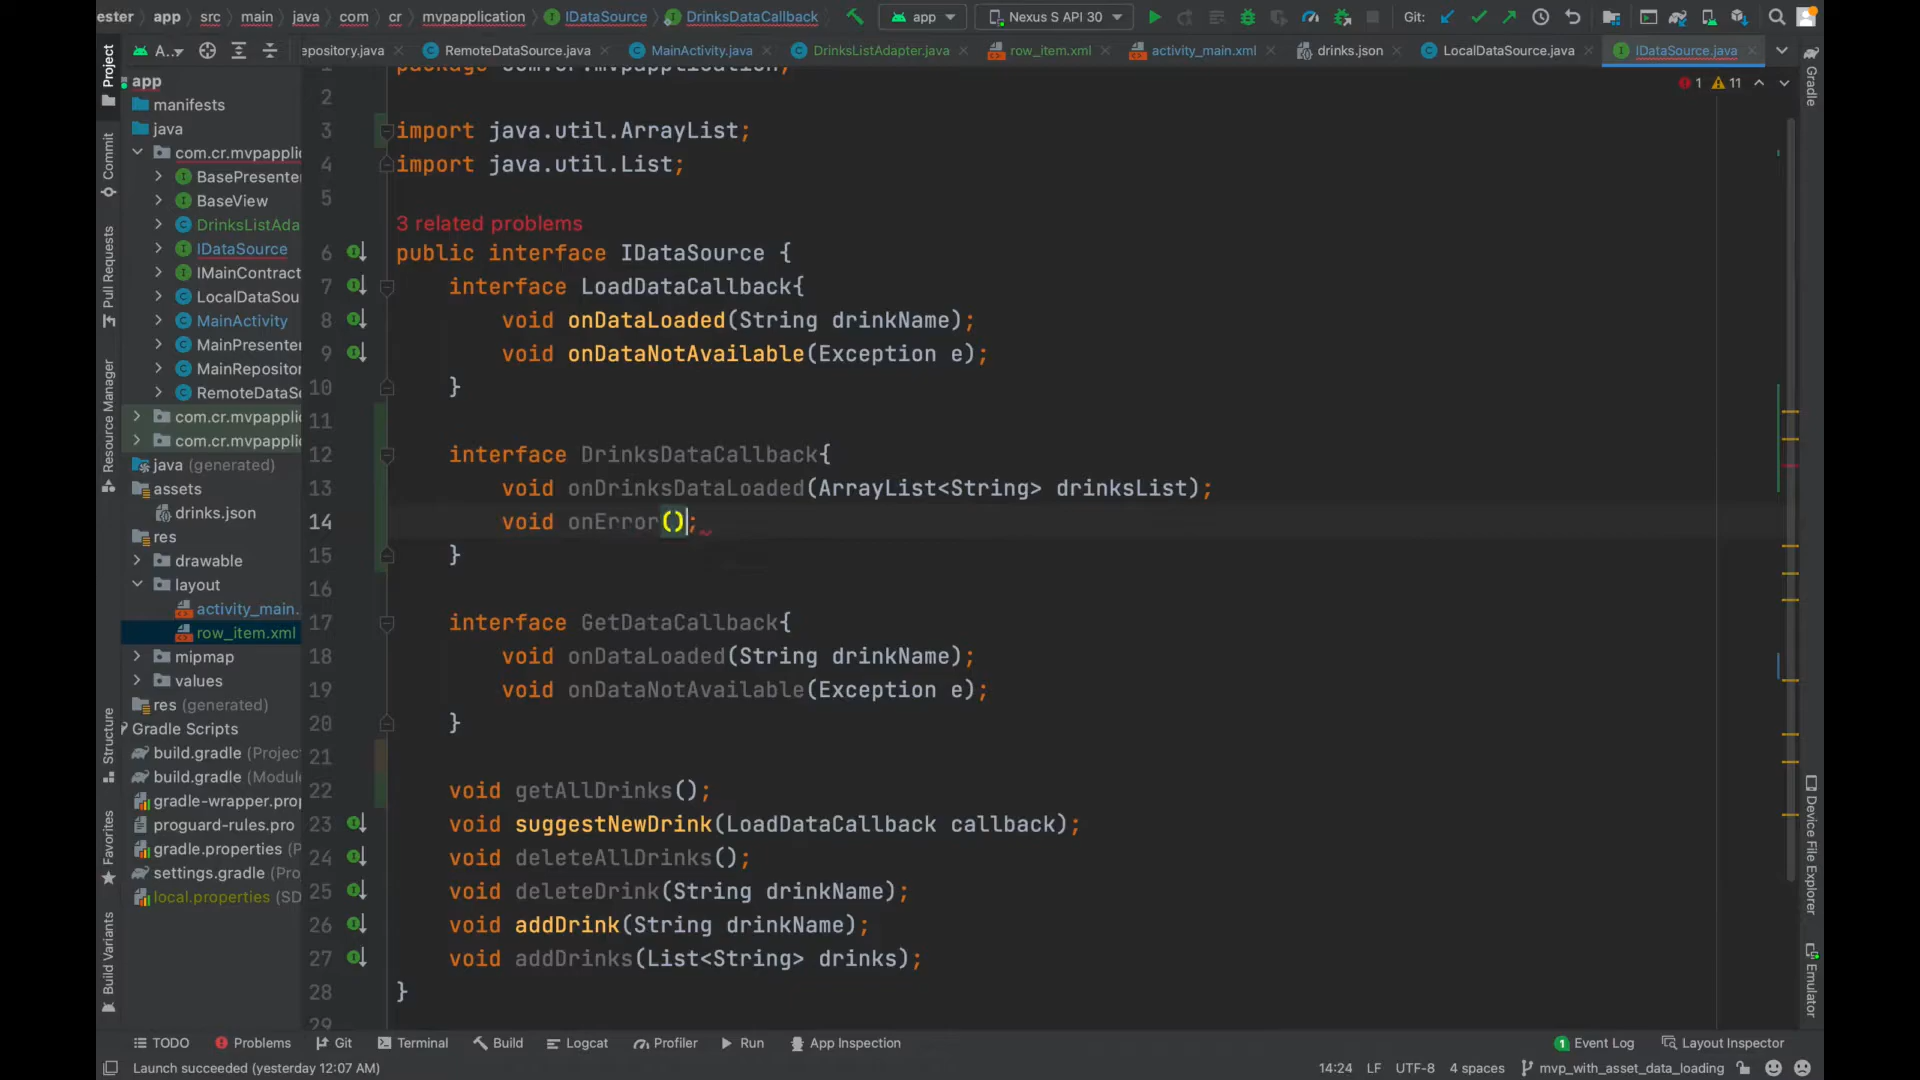 ester › app › src › main › java › com › cr › mvpapplication › IDataSource › DrinksDataCallback
app
Nexus S API 30
Git:
epository.java
RemoteDataSource.java
MainActivity.java
DrinksListAdapter.java
row_item.xml
activity_main.xml
drinks.json
LocalDataSource.java
IDataSource.java
Project
Commit
Pull Requests
Resource Manager
Structure
Favorites
Build Variants
A...
app
manifests
java
com.cr.mvpapplic
BasePresente
BaseView
DrinksListAda
IDataSource
IMainContract
LocalDataSou
MainActivity
MainPresente
MainReposito
RemoteDataS
com.cr.mvpapplic
com.cr.mvpapplic
java (generated)
assets
drinks.json
res
drawable
layout
activity_main.
row_item.xml
mipmap
values
res (generated)
Gradle Scripts
build.gradle (Projec
build.gradle (Modul
gradle-wrapper.prop
proguard-rules.pro
gradle.properties (P
settings.gradle (Pro
local.properties (SD
1 11
1 package com.cr.mvpapplication;
2
3 import java.util.ArrayList;
4 import java.util.List;
5
3 related problems
6 public interface IDataSource {
7 interface LoadDataCallback{
8 void onDataLoaded(String drinkName);
9 void onDataNotAvailable(Exception e);
10 }
11
12 interface DrinksDataCallback{
13 void onDrinksDataLoaded(ArrayList<String> drinksList);
14 void onError();
15 }
16
17 interface GetDataCallback{
18 void onDataLoaded(String drinkName);
19 void onDataNotAvailable(Exception e);
20 }
21
22 void getAllDrinks();
23 void suggestNewDrink(LoadDataCallback callback);
24 void deleteAllDrinks();
25 void deleteDrink(String drinkName);
26 void addDrink(String drinkName);
27 void addDrinks(List<String> drinks);
28 }
29
Gradle
Device File Explorer
Emulator
TODO
Problems
Git
Terminal
Build
Logcat
Profiler
Run
App Inspection
1 Event Log
Layout Inspector
Launch succeeded (yesterday 12:07 AM)
14:24 LF UTF-8 4 spaces mvp_with_asset_data_loading